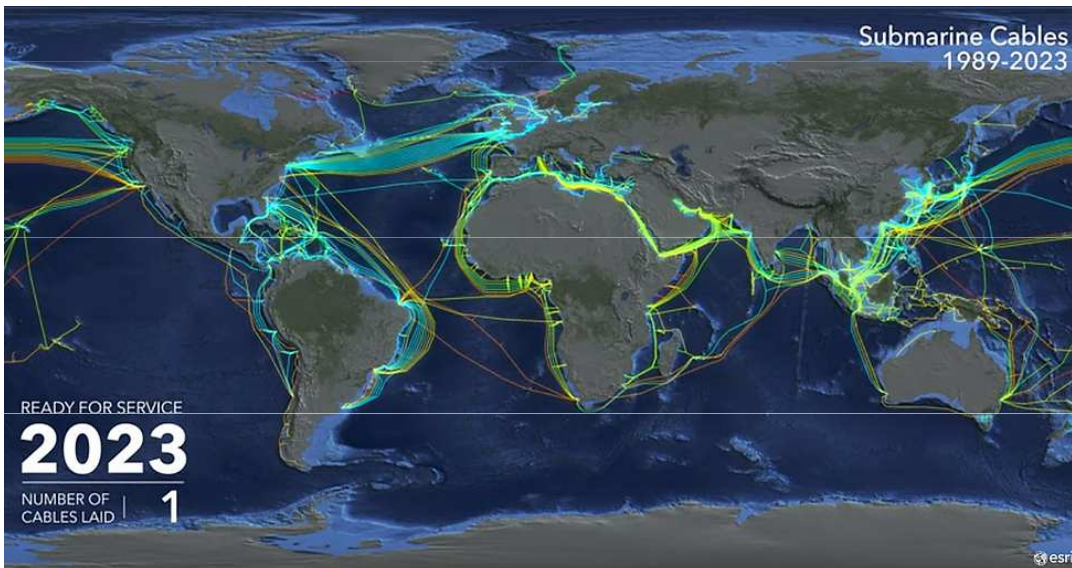 Submarine Cables
1989-2023
READY FOR SERVICE
2023
NUMBER OF
CABLES LAID
1
esri